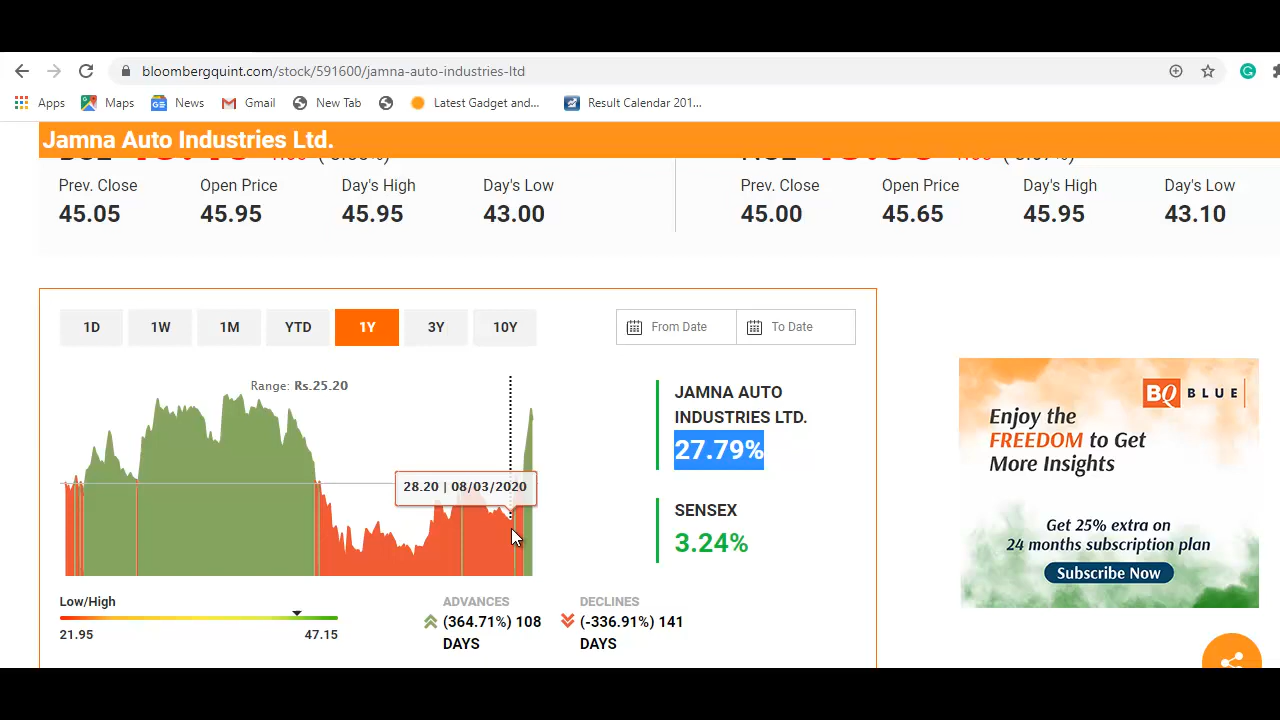 bloombergquint.com/stock/591600/jamna-auto-industries-ltd
Apps Maps News Gmail New Tab Latest Gadget and... Result Calendar 201...
Jamna Auto Industries Ltd.
Prev. Close Open Price Day's High Day's Low
45.05 45.95 45.95 43.00
Prev. Close Open Price Day's High Day's Low
45.00 45.65 45.95 43.10
1D 1W 1M YTD 1Y 3Y 10Y
From Date To Date
Range: Rs.25.20
28.20 | 08/03/2020
JAMNA AUTO
INDUSTRIES LTD.
27.79%
SENSEX
3.24%
Low/High
21.95 47.15
ADVANCES
(364.71%) 108
DAYS
DECLINES
(-336.91%) 141
DAYS
BQ BLUE
Enjoy the
FREEDOM to Get
More Insights
Get 25% extra on
24 months subscription plan
Subscribe Now